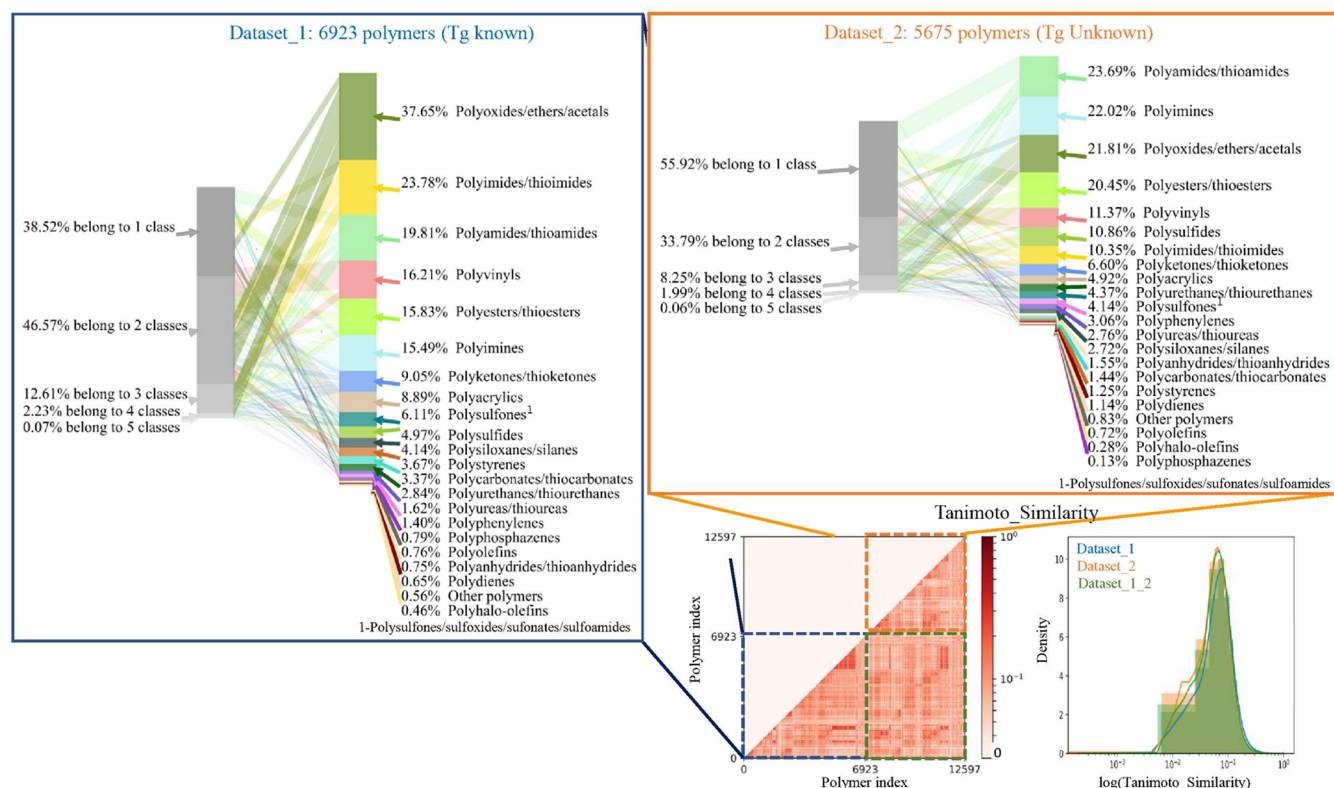 Dataset_1: 6923 polymers (Tg known)
38.52% belong to 1 class
46.57% belong to 2 classes
12.61% belong to 3 classes
2.23% belong to 4 classes
0.07% belong to 5 classes
37.65% Polyoxides/ethers/acetals
23.78% Polyimides/thioimides
19.81% Polyamides/thioamides
16.21% Polyvinyls
15.83% Polyesters/thioesters
15.49% Polyimines
9.05% Polyketones/thioketones
8.89% Polyacrylics
6.11% Polysulfones1
4.97% Polysulfides
4.14% Polysiloxanes/silanes
3.67% Polystyrenes
3.37% Polycarbonates/thiocarbonates
2.84% Polyurethanes/thiourethanes
1.62% Polyureas/thioureas
1.40% Polyphenylenes
0.79% Polyphosphazenes
0.76% Polyolefins
0.75% Polyanhydrides/thioanhydrides
0.65% Polydienes
0.56% Other polymers
0.46% Polyhalo-olefins
1-Polysulfones/sulfoxides/sufonates/sulfoamides
Dataset_2: 5675 polymers (Tg Unknown)
55.92% belong to 1 class
33.79% belong to 2 classes
8.25% belong to 3 classes
1.99% belong to 4 classes
0.06% belong to 5 classes
23.69% Polyamides/thioamides
22.02% Polyimines
21.81% Polyoxides/ethers/acetals
20.45% Polyesters/thioesters
11.37% Polyvinyls
10.86% Polysulfides
10.35% Polyimides/thioimides
6.60% Polyketones/thioketones
4.92% Polyacrylics
4.37% Polyurethanes/thiourethanes
4.14% Polysulfones1
3.06% Polyphenylenes
2.76% Polyureas/thioureas
2.72% Polysiloxanes/silanes
1.55% Polyanhydrides/thioanhydrides
1.44% Polycarbonates/thiocarbonates
1.25% Polystyrenes
1.14% Polydienes
0.83% Other polymers
0.72% Polyolefins
0.28% Polyhalo-olefins
0.13% Polyphosphazenes
1-Polysulfones/sulfoxides/sufonates/sulfoamides
Tanimoto_Similarity
12597
6923
0
Polymer index
0
6923
12597
Polymer index
10⁰
10⁻¹
0
Dataset_1
Dataset_2
Dataset_1_2
Density
10
8
6
4
2
0
10⁻²
10⁻¹
10⁰
log(Tanimoto_Similarity)